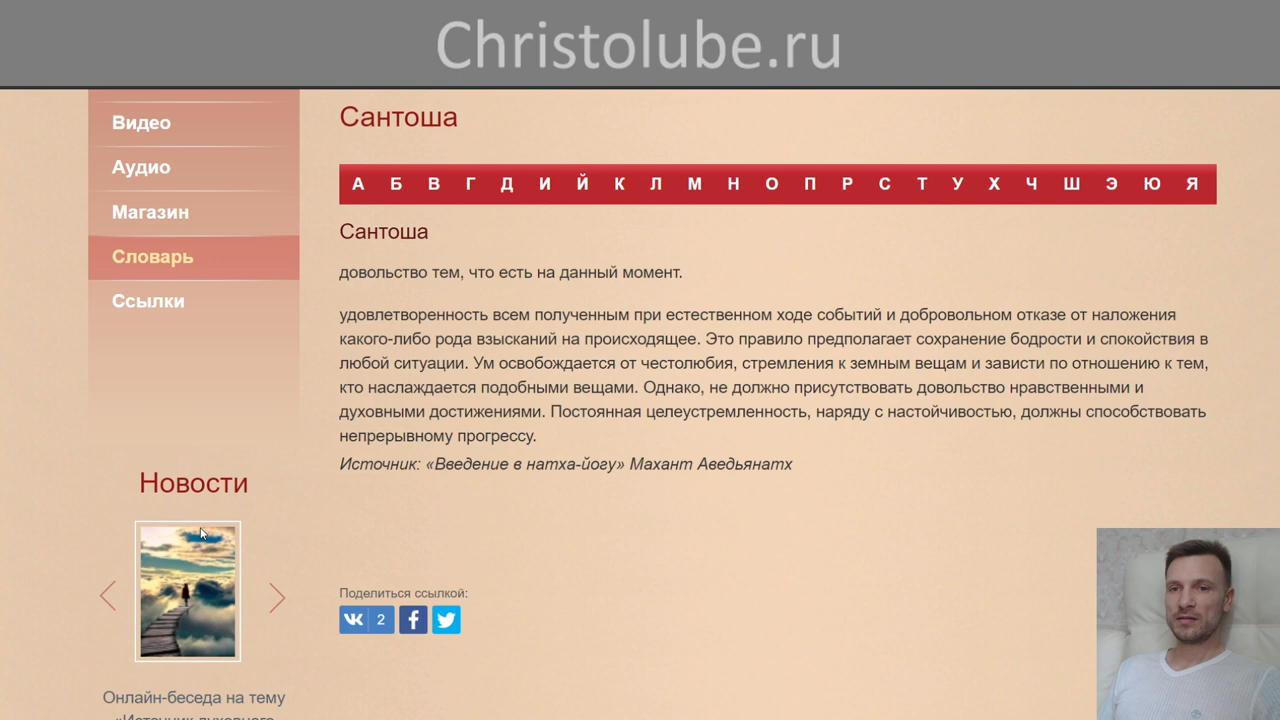 Christolube.ru
Видео
Аудио
Магазин
Словарь
Ссылки
Новости
Онлайн-беседа на тему
«Источник духовного
Сантоша
А Б В Г Д И Й К Л М Н О П Р С Т У Х Ч Ш Э Ю Я
Сантоша
довольство тем, что есть на данный момент.
удовлетворенность всем полученным при естественном ходе событий и добровольном отказе от наложения
какого-либо рода взысканий на происходящее. Это правило предполагает сохранение бодрости и спокойствия в
любой ситуации. Ум освобождается от честолюбия, стремления к земным вещам и зависти по отношению к тем,
кто наслаждается подобными вещами. Однако, не должно присутствовать довольство нравственными и
духовными достижениями. Постоянная целеустремленность, наряду с настойчивостью, должны способствовать
непрерывному прогрессу.
Источник: «Введение в натха-йогу» Махант Аведьянатх
Поделиться ссылкой:
2